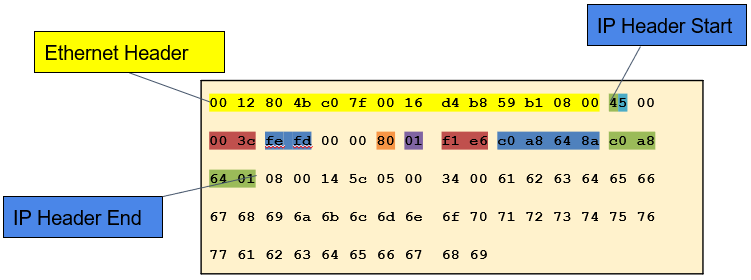 IP Header Start
Ethernet Header
00 12 80 4b c0 7f 00 16 d4 b8 59 b1 08 00 45 00
00 3c fe fd 00 00 80 01 f1 e6 c0 a8 64 8a c0 a8
64 01 08 00 14 5c 05 00 34 00 61 62 63 64 65 66
IP Header End
67 68 69 6a 6b 6c 6d 6e 6f 70 71 72 73 74 75 76
77 61 62 63 64 65 66 67 68 69